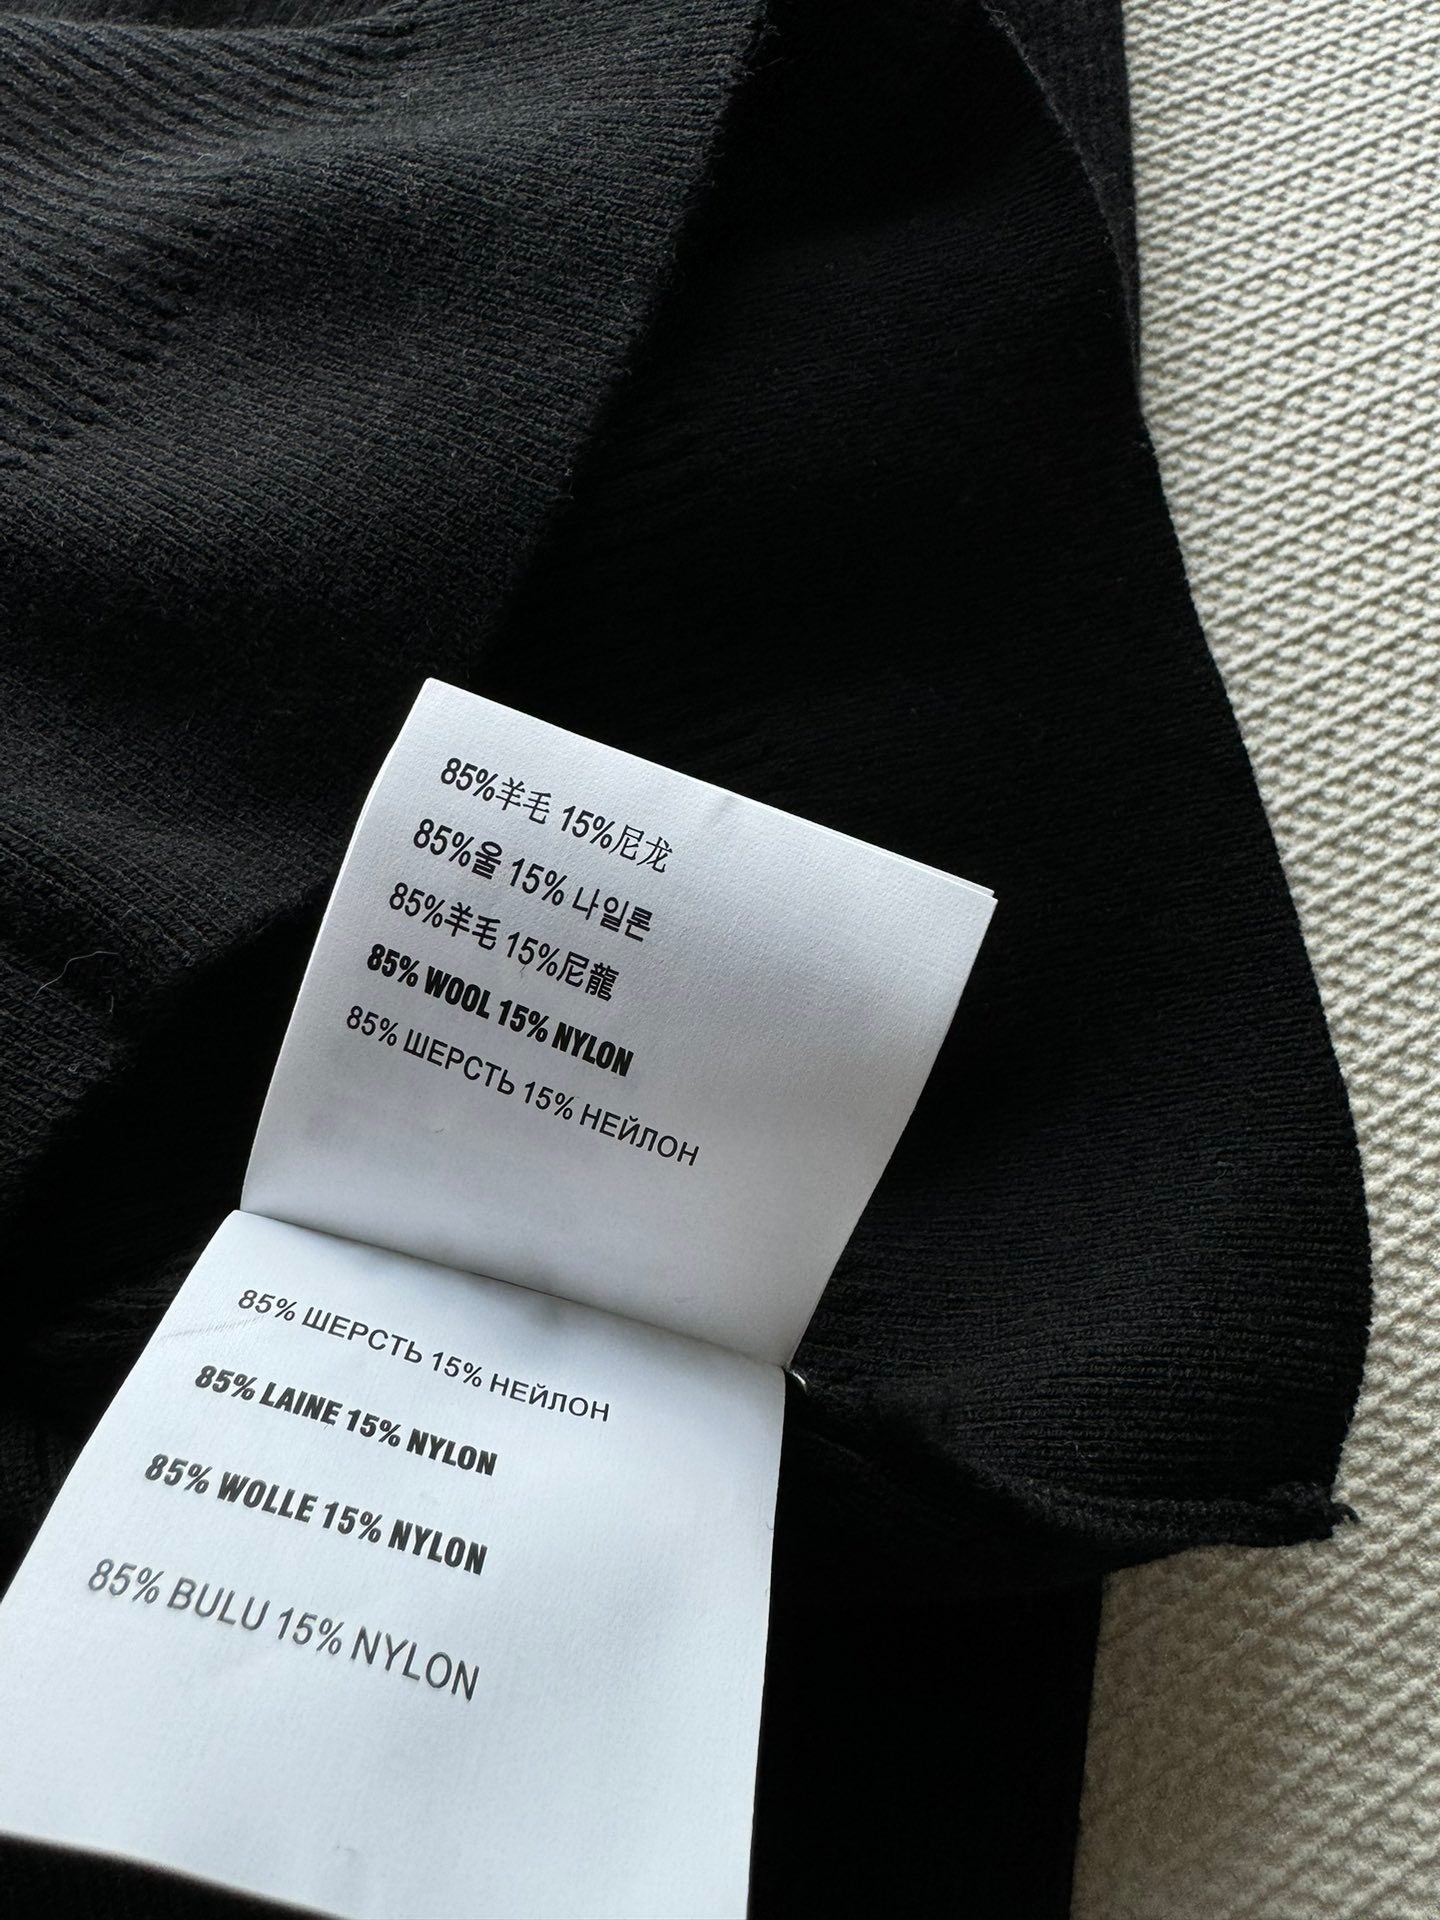 85%羊毛 15%尼龙
85%울 15% 나일론
85%羊毛 15%尼龍
85% WOOL 15% NYLON
85% ШЕРСТЬ 15% НЕЙЛОН
85% ШЕРСТЬ 15% НЕЙЛОН
85% LAINE 15% NYLON
85% WOLLE 15% NYLON
85% BULU 15% NYLON